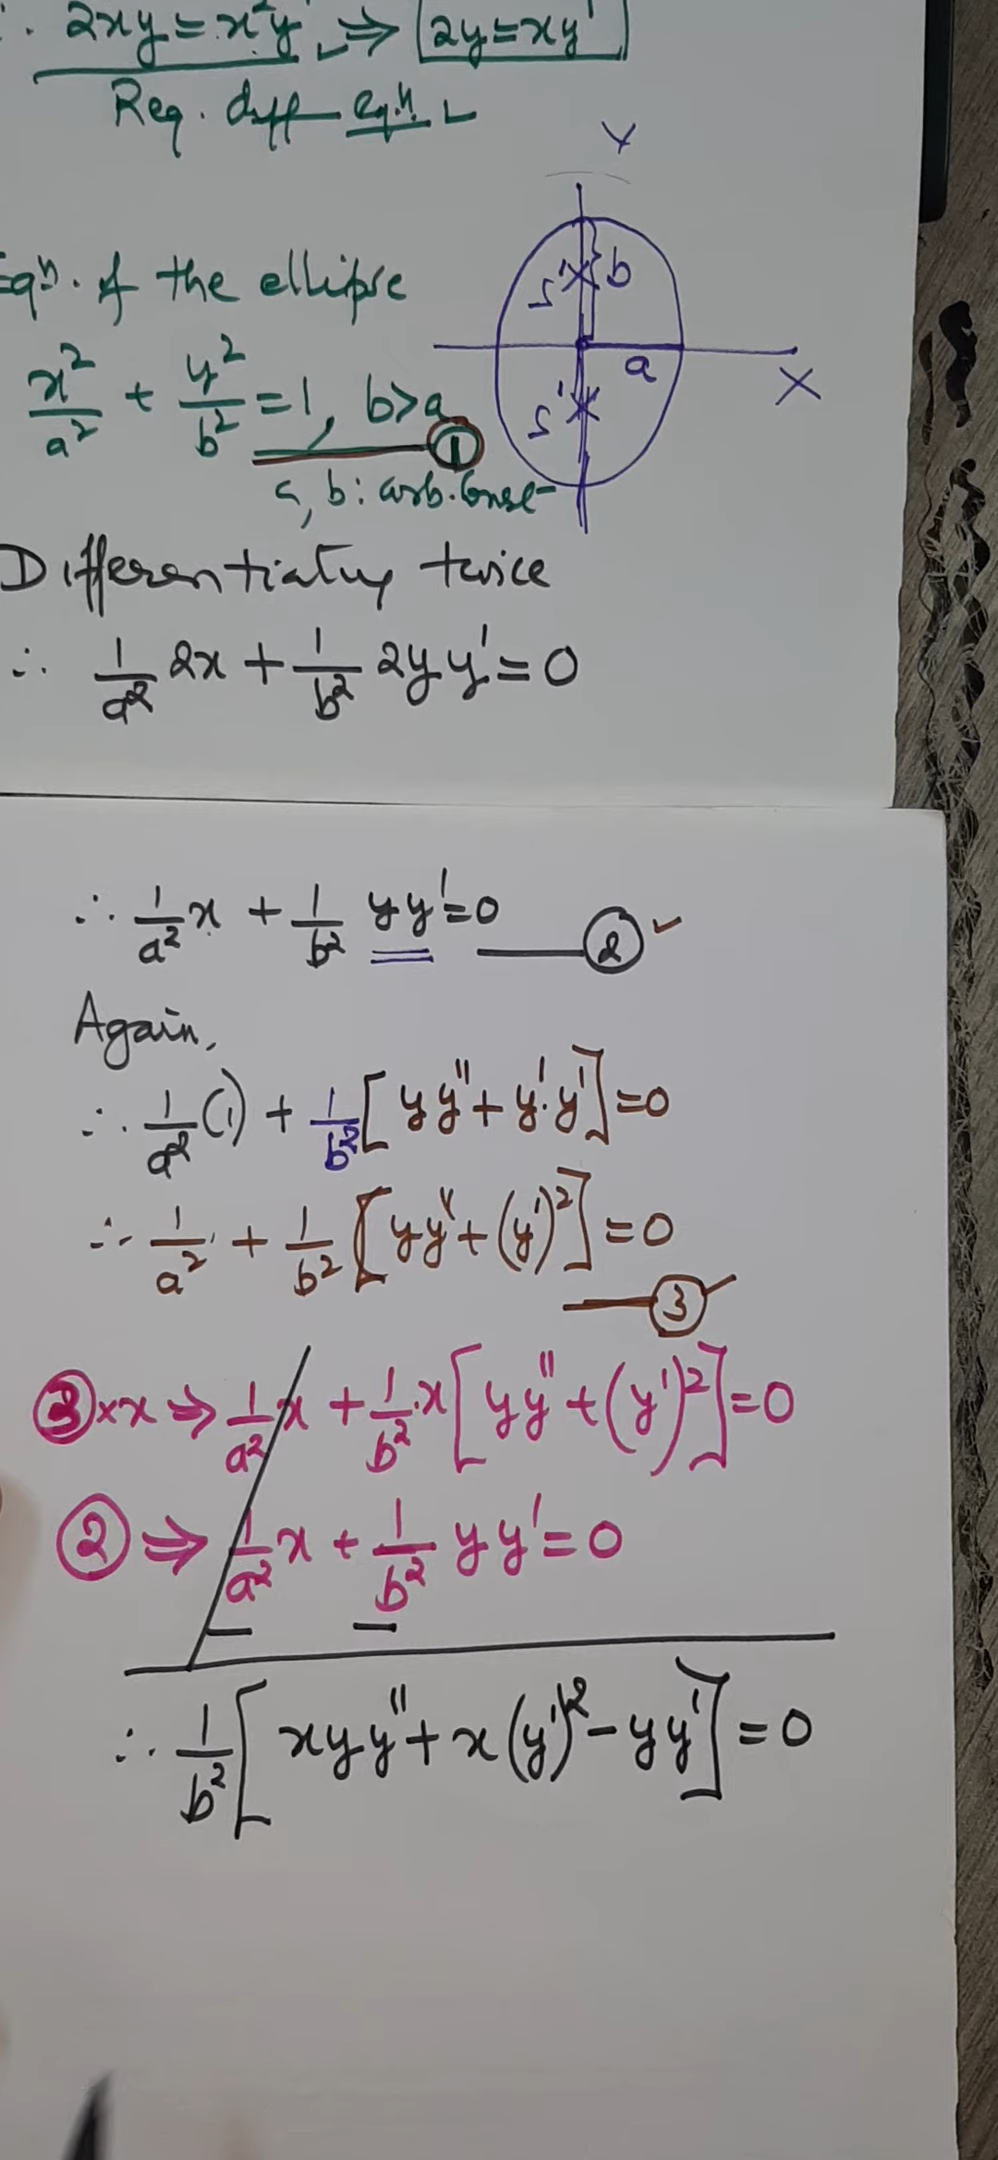 ∴ 2xy = x²y' ⇒ 2y = xy'
Req. diff eqⁿ.
Y
Eqⁿ. of the ellipse
S' b
x²/a² + y²/b² = 1, b>a ①
a
X
S'
a, b : arb. const
Differentiating twice
∴ 1/a² 2x + 1/b² 2y y' = 0
∴ 1/a² x + 1/b² y y' = 0 ②
Again,
∴ 1/a² (1) + 1/b² [y y'' + y'. y'] = 0
∴ 1/a² + 1/b² [y y'' + (y')²] = 0
③
③ × x ⇒ 1/a² x + 1/b² . x [y y'' + (y')²] = 0
② ⇒ 1/a² x + 1/b² y y' = 0
− −
∴ 1/b² [x y y'' + x (y')² − y y'] = 0